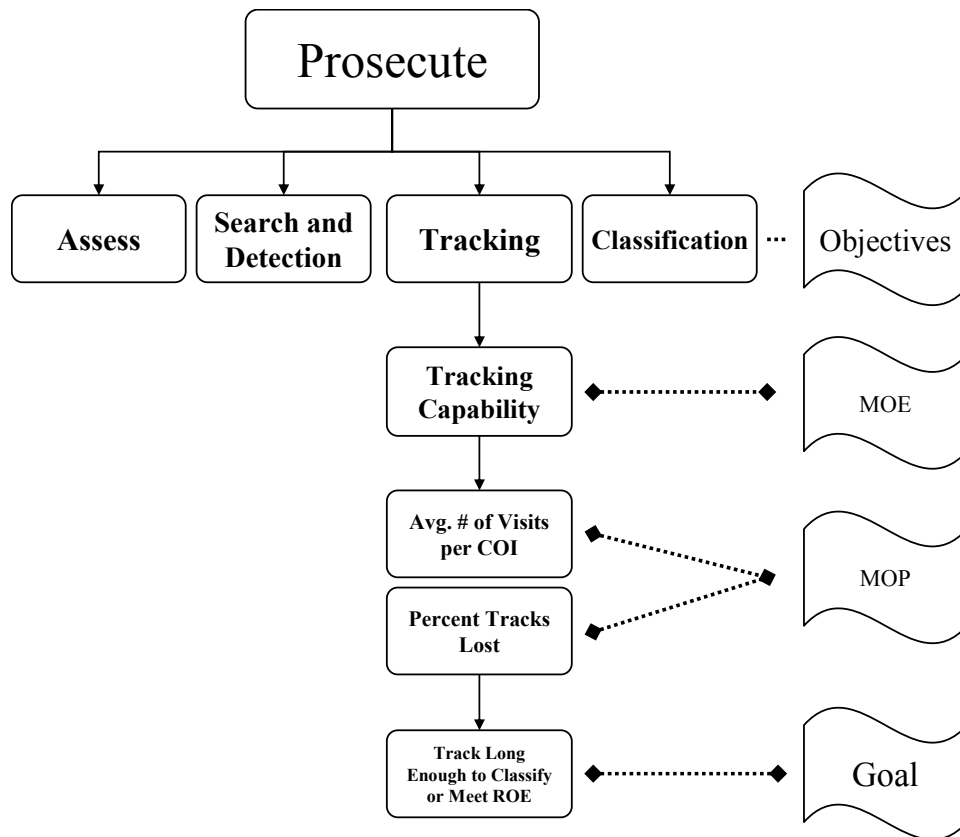 Prosecute
Assess
Search and
Detection
Tracking
Classification
...
Objectives
Tracking
Capability
MOE
Avg. # of Visits
per COI
MOP
Percent Tracks
Lost
Track Long
Enough to Classify
or Meet ROE
Goal